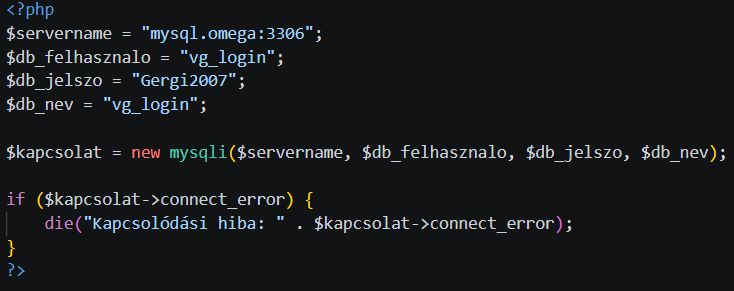 <?php
$servername = "mysql.omega:3306";
$db_felhasznalo = "vg_login";
$db_jelszo = "Gergi2007";
$db_nev = "vg_login";
$kapcsolat = new mysqli($servername, $db_felhasznalo, $db_jelszo, $db_nev);
if ($kapcsolat->connect_error) {
die("Kapcsolódási hiba: " . $kapcsolat->connect_error);
}
?>